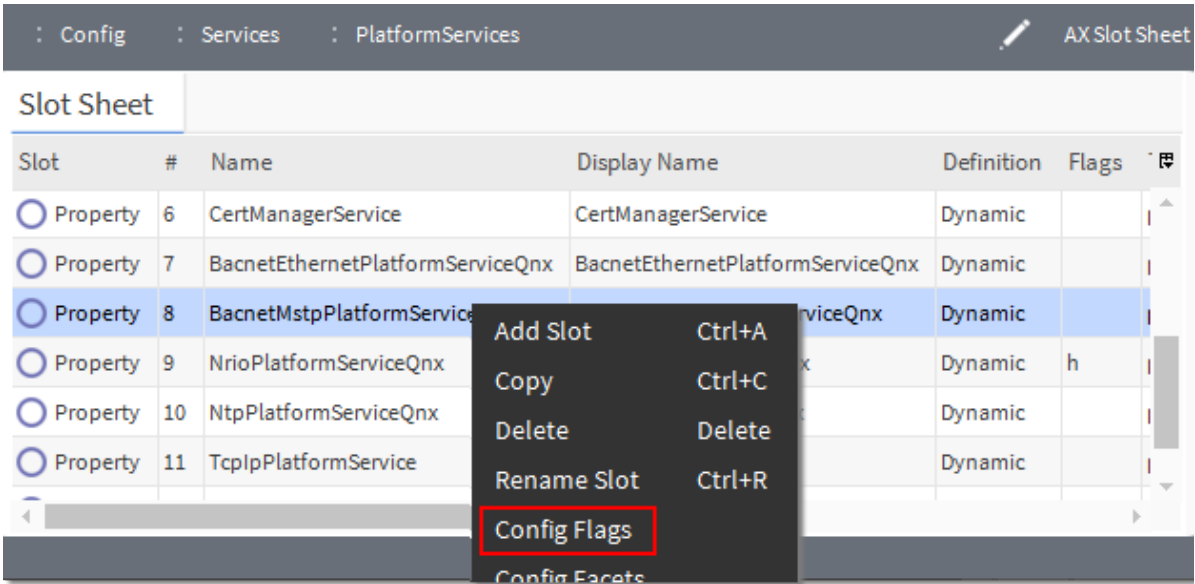 : Config : Services : PlatformServices AX Slot Sheet
Slot Sheet
Slot # Name Display Name Definition Flags
Property 6 CertManagerService CertManagerService Dynamic
Property 7 BacnetEthernetPlatformServiceQnx BacnetEthernetPlatformServiceQnx Dynamic
Property 8 BacnetMstpPlatformService rviceQnx Dynamic
Property 9 NrioPlatformServiceQnx x Dynamic h
Property 10 NtpPlatformServiceQnx Dynamic
Property 11 TcpIpPlatformService Dynamic
Add Slot Ctrl+A
Copy Ctrl+C
Delete Delete
Rename Slot Ctrl+R
Config Flags
Config Facets